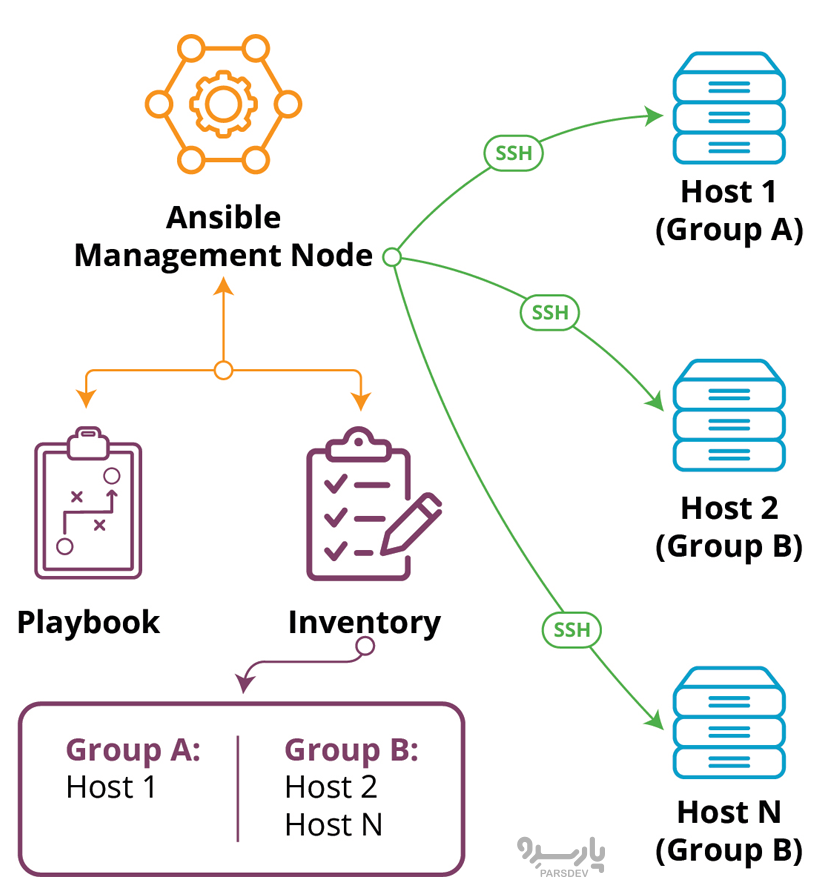 Ansible
Management Node
SSH
Host 1
(Group A)
SSH
Host 2
(Group B)
SSH
Host N
(Group B)
Playbook
Inventory
Group A:
Host 1
Group B:
Host 2
Host N
پارسدو
PARSDEV